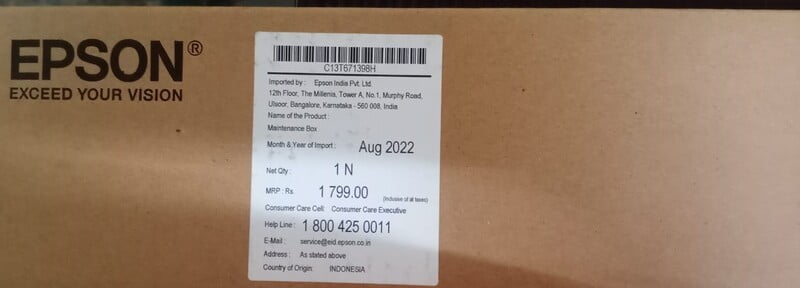 EPSON®
EXCEED YOUR VISION
C13T671398H
Imported by : Epson India Pvt. Ltd.
12th Floor, The Millenia, Tower A, No.1, Murphy Road,
Ulsoor, Bangalore, Karnataka - 560 008, India
Name of the Product :
Maintenance Box
Month & Year of Import : Aug 2022
Net Qty : 1 N
MRP : Rs. 1 799.00 (Inclusive of all taxes)
Consumer Care Cell: Consumer Care Executive
Help Line : 1 800 425 0011
E-Mail : service@eid.epson.co.in
Address : As stated above
Country of Origin: INDONESIA